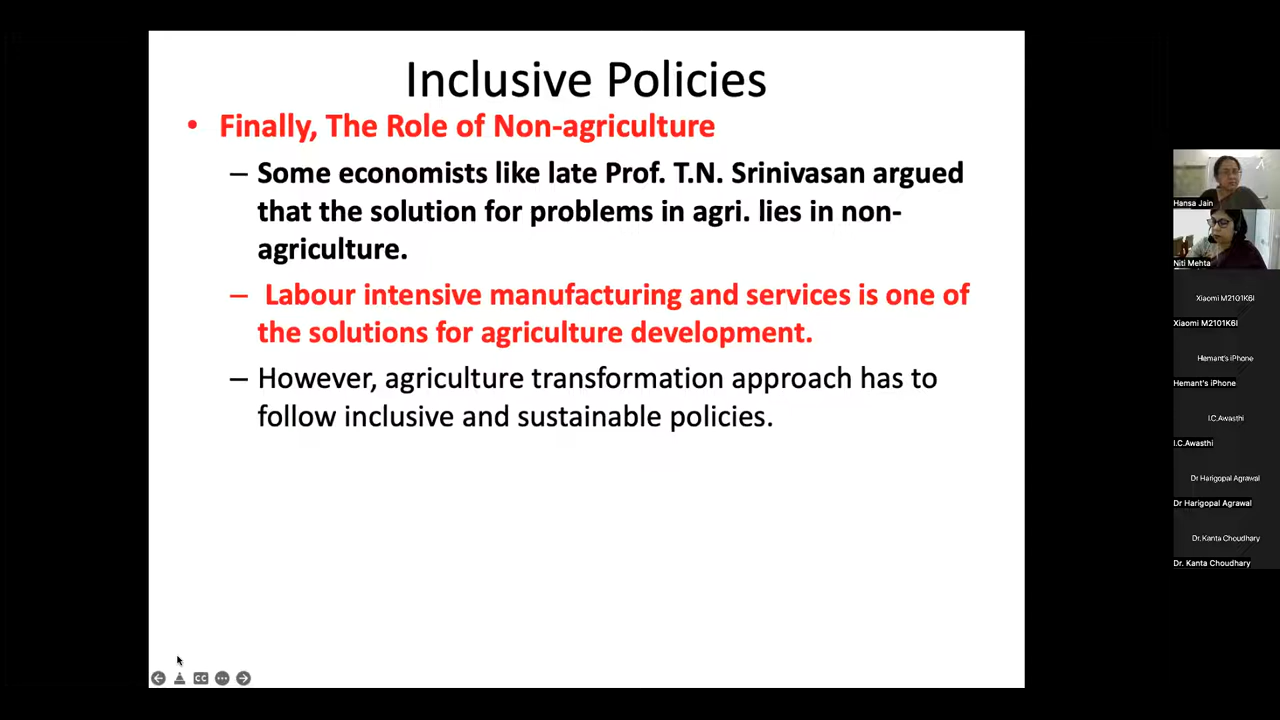 Inclusive Policies
• Finally, The Role of Non-agriculture
– Some economists like late Prof. T.N. Srinivasan argued
that the solution for problems in agri. lies in non-
agriculture.
– Labour intensive manufacturing and services is one of
the solutions for agriculture development.
– However, agriculture transformation approach has to
follow inclusive and sustainable policies.
CC
Hansa Jain
Niti Mehta
Xiaomi M2101K6I
Xiaomi M2101K6I
Hemant's iPhone
Hemant's iPhone
I.C.Awasthi
I.C.Awasthi
Dr Harigopal Agrawal
Dr Harigopal Agrawal
Dr. Kanta Choudhary
Dr. Kanta Choudhary